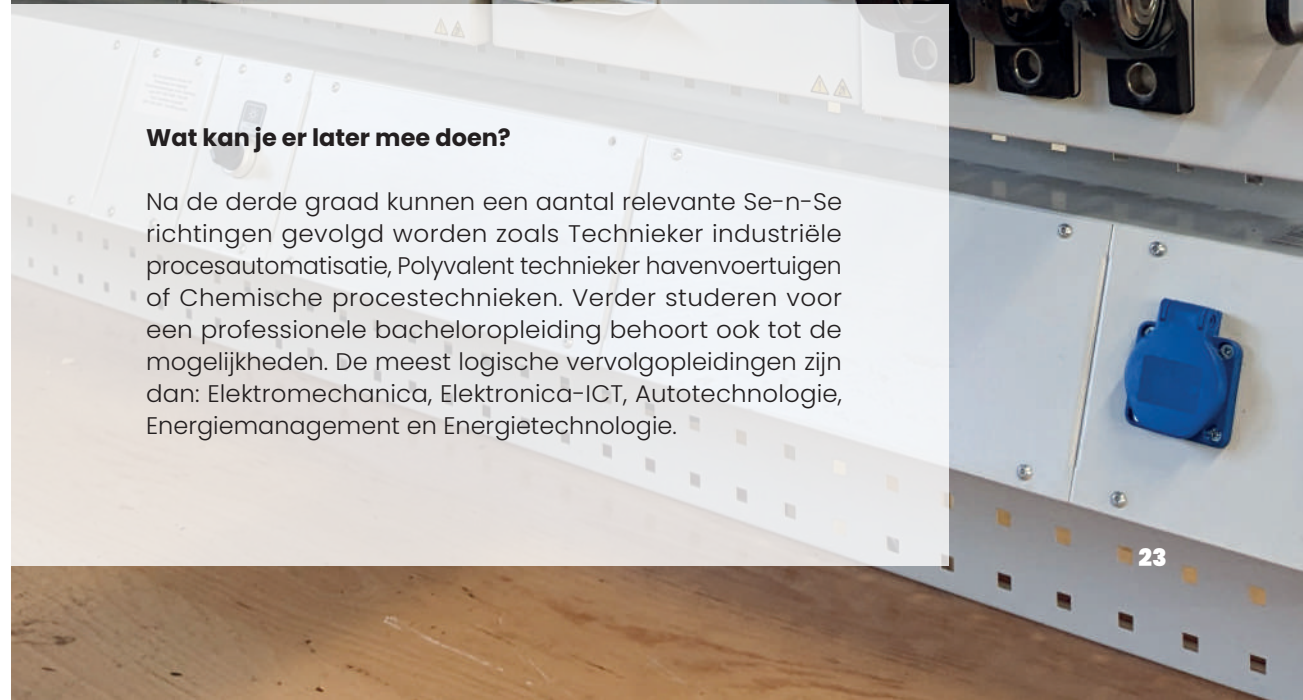 Wat kan je er later mee doen?
Na de derde graad kunnen een aantal relevante Se-n-Se
richtingen gevolgd worden zoals Technieker industriële
procesautomatisatie, Polyvalent technieker havenvoertuigen
of Chemische procestechnieken. Verder studeren voor
een professionele bacheloropleiding behoort ook tot de
mogelijkheden. De meest logische vervolgopleidingen zijn
dan: Elektromechanica, Elektronica-ICT, Autotechnologie,
Energiemanagement en Energietechnologie.
23